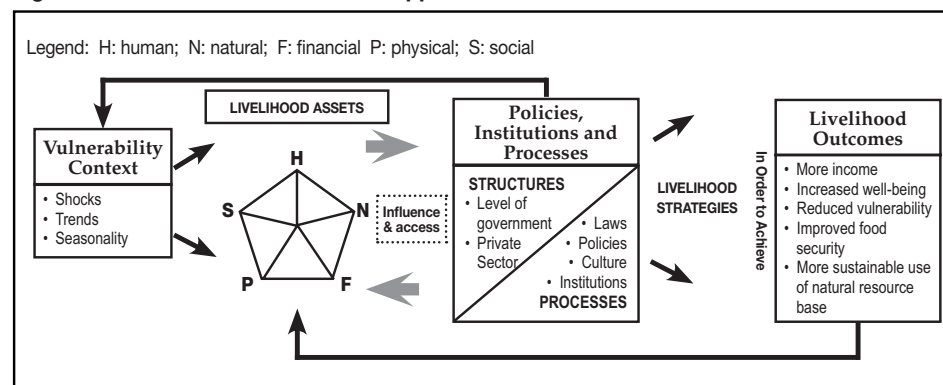 Legend: H: human; N: natural; F: financial P: physical; S: social
LIVELIHOOD ASSETS
Vulnerability
Context
• Shocks
• Trends
• Seasonality
H
S
N
P
F
Influence
& access
Policies,
Institutions and
Processes
STRUCTURES
• Level of
government
• Private
Sector
• Laws
• Policies
• Culture
• Institutions
PROCESSES
LIVELIHOOD
STRATEGIES
In Order to Achieve
Livelihood
Outcomes
• More income
• Increased well-being
• Reduced vulnerability
• Improved food
security
• More sustainable use
of natural resource
base